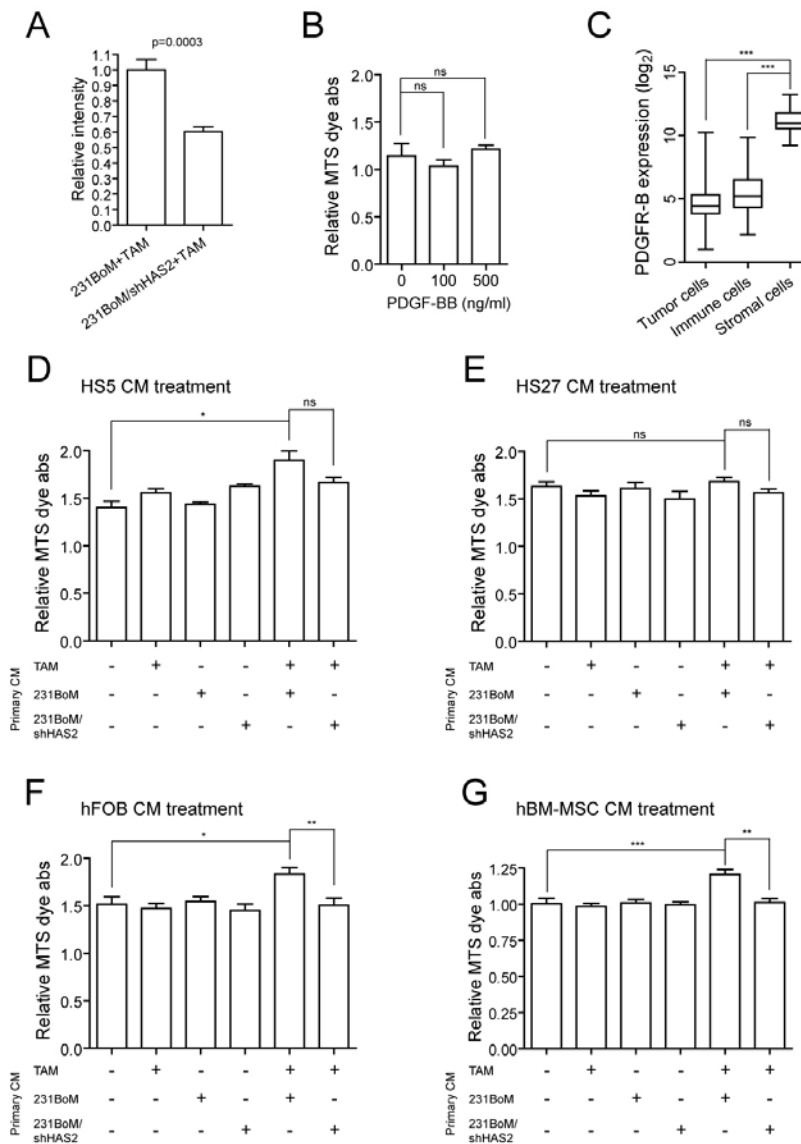 A
p=0.0003
Relative intensity
1.1
1.0
0.9
0.8
0.7
0.6
0.5
0.4
0.3
0.2
0.1
0.0
231BoM+TAM
231BoM/shHAS2+TAM
B
Relative MTS dye abs
2.0
1.5
1.0
0.5
0.0
ns
ns
0 100 500
PDGF-BB (ng/ml)
C
PDGFR-B expression (log2)
15
10
5
0
***
***
Tumor cells
Immune cells
Stromal cells
D HS5 CM treatment
Relative MTS dye abs
2.0
1.5
1.0
0.5
0.0
*
ns
Primary CM
TAM - + - - + +
231BoM - - + - + -
231BoM/
shHAS2 - - - + - +
E HS27 CM treatment
Relative MTS dye abs
2.0
1.5
1.0
0.5
0.0
ns
ns
Primary CM
TAM - + - - + +
231BoM - - + - + -
231BoM/
shHAS2 - - - + - +
F hFOB CM treatment
Relative MTS dye abs
2.0
1.5
1.0
0.5
0.0
*
**
Primary CM
TAM - + - - + +
231BoM - - + - + -
231BoM/
shHAS2 - - - + - +
G hBM-MSC CM treatment
Relative MTS dye abs
1.25
1.00
0.75
0.50
0.25
0.00
***
**
Primary CM
TAM - + - - + +
231BoM - - + - + -
231BoM/
shHAS2 - - - + - +